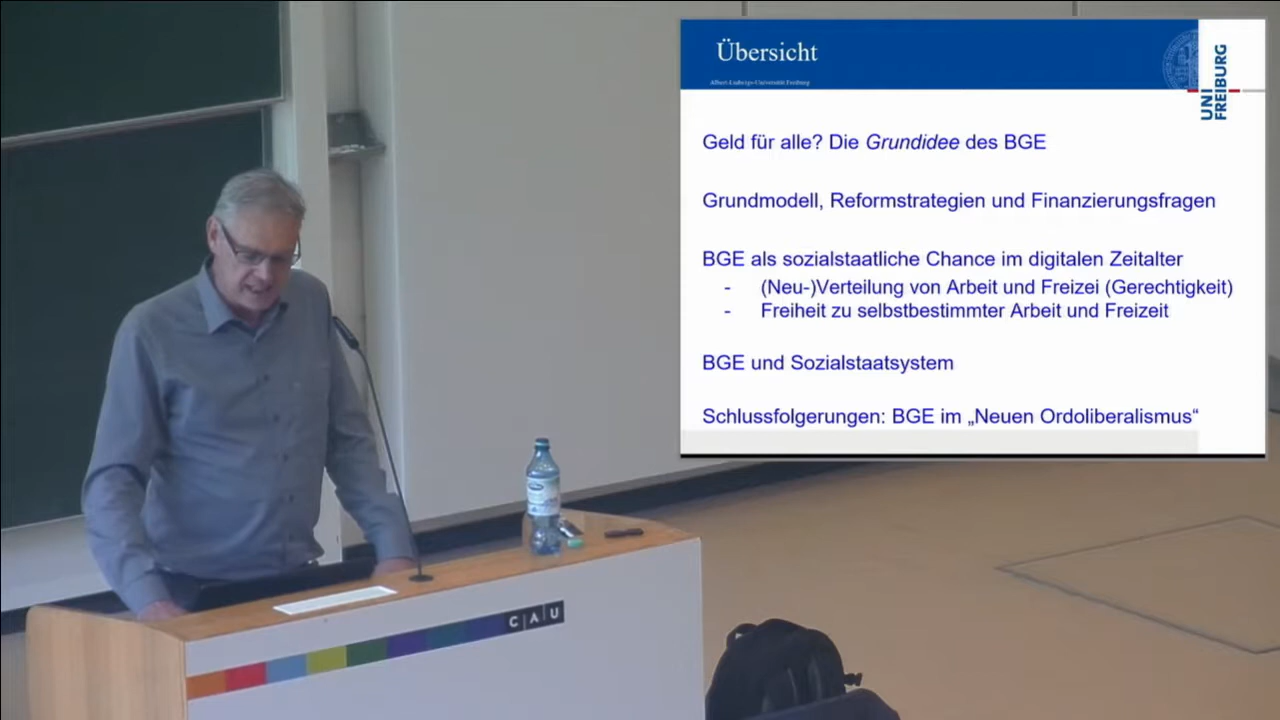 Übersicht
Albert-Ludwigs-Universität Freiburg
UNI
FREIBURG
Geld für alle? Die Grundidee des BGE
Grundmodell, Reformstrategien und Finanzierungsfragen
BGE als sozialstaatliche Chance im digitalen Zeitalter
- (Neu-)Verteilung von Arbeit und Freizei (Gerechtigkeit)
- Freiheit zu selbstbestimmter Arbeit und Freizeit
BGE und Sozialstaatsystem
Schlussfolgerungen: BGE im „Neuen Ordoliberalismus“
C|A|U